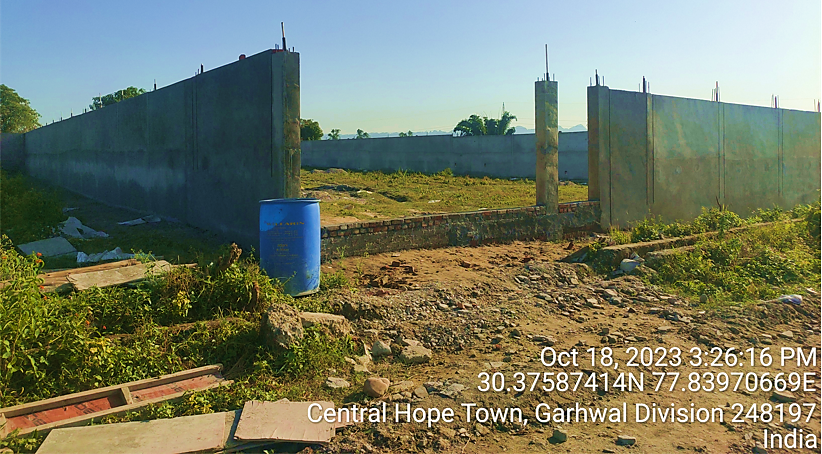 Oct 18, 2023 3:26:16 PM
30.37587414N 77.83970669E
Central Hope Town, Garhwal Division 248197
India